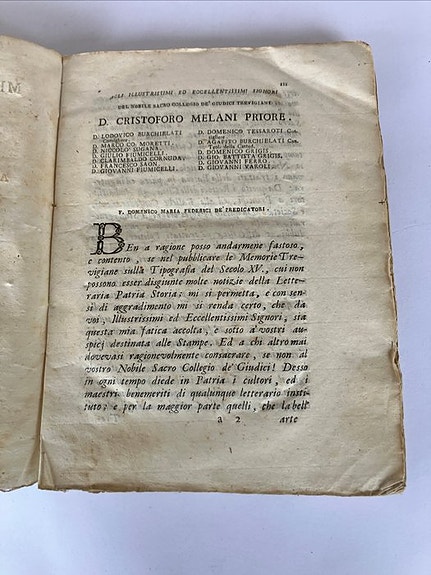 III
AGLI ILLUSTRISSIMI ED ECCELLENTISSIMI SIGNORI
DEL NOBILE SACRO COLLEGIO DE' GIUDICI TREVIGIANI
D. CRISTOFORO MELANI PRIORE.
D. LODOVICO BURCHIELATI
D. MARCO CO. MORETTI
D. NICCOLO' SUGANA
D. GIULIO FIUMICELLI
D. CLARIMBALDO CORNUDA,
D. FRANCESCO SAON
D. GIOVANNI FIUMICELLI,
D. DOMENICO TESSAROTI
D. AGAPITO BURCHIELATI
D. DOMENICO GRIGIS,
D. GIO. BATTISTA GRIGIS,
D. GIOVANNI FERRO,
D. GIOVANNI VAROLI,
F. DOMENICO MARIA FEDERICI DE' PREDICATORI.
BEn a ragione posso andarmene fastoso,
e contento, se nel pubblicare le Memorie Tre-
vigiane sulla Tipografia del Secolo XV., cui non
possono esser disgiunte molte notizie della Lette-
raria Patria Storia; mi si permetta, e con sen-
si di aggradimento mi si renda certo, che da
voi, Illustrissimi ed Eccellentissimi Signori, sia
questa mia fatica accolta, e sotto a' vostri au-
spicj destinata alle Stampe. Ed a chi altro mai
dovevasi ragionevolmente consacrare, se non al
vostro Nobile Sacro Collegio de' Giudici! Desso
in ogni tempo diede in Patria i cultori, ed i
maestri benemeriti di qualunque letterario insti-
tuto; e per la maggior parte quelli, che la bell'
a 2 arte